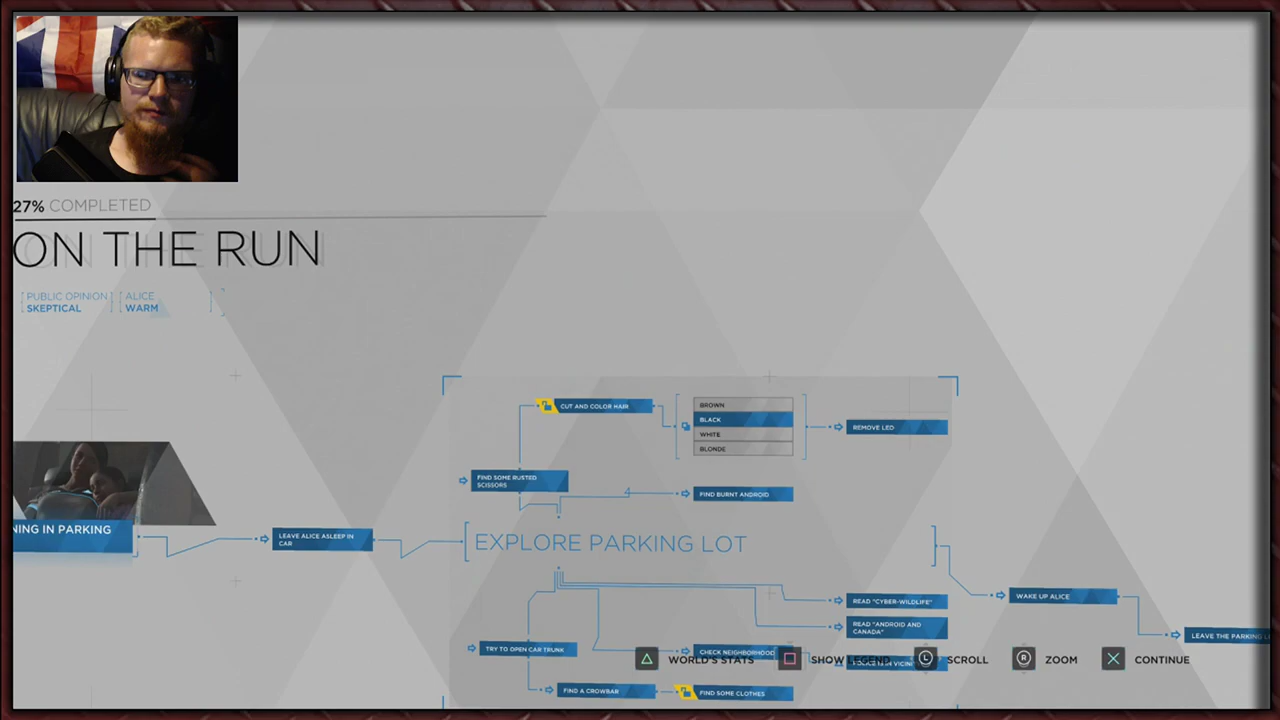 27% COMPLETED
ON THE RUN
PUBLIC OPINION
SKEPTICAL
ALICE
WARM
CUT AND COLOR HAIR
BROWN
BLACK
WHITE
BLONDE
REMOVE LED
FIND SOME RUSTED
SCISSORS
FIND BURNT ANDROID
NING IN PARKING
LEAVE ALICE ASLEEP IN
CAR
EXPLORE PARKING LOT
WAKE UP ALICE
READ "CYBER-WILDLIFE"
READ "ANDROID AND
CANADA"
LEAVE THE PARKING LO
TRY TO OPEN CAR TRUNK
CHECK NEIGHBORHOOD
WORLD'S STATS
SHOW LEGEND
L SCROLL
R ZOOM
CONTINUE
FIND A CROWBAR
FIND SOME CLOTHES